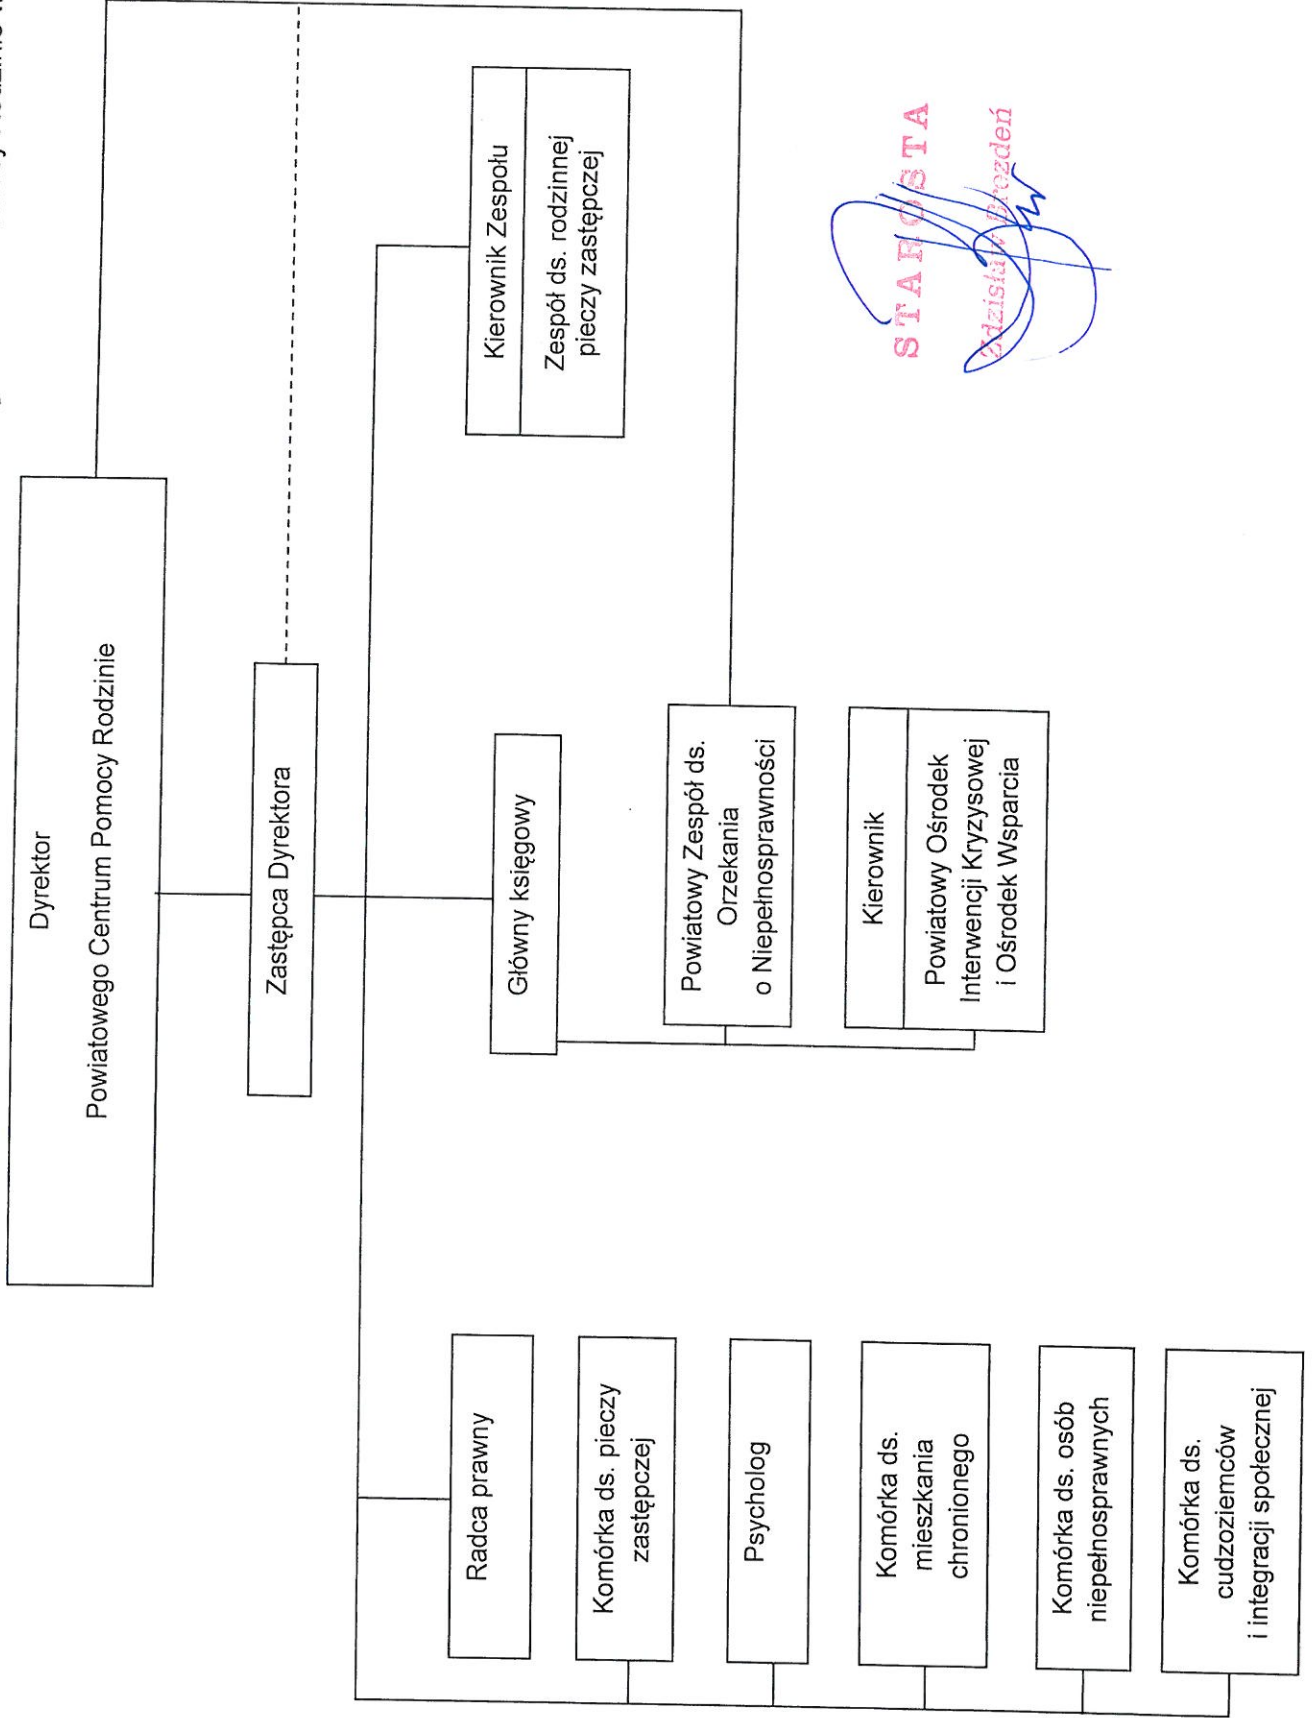 Dyrektor
Powiatowego Centrum Pomocy Rodzinie
Zastępca Dyrektora
Radca prawny
Komórka ds. pieczy
zastępczej
Psycholog
Komórka ds.
mieszkania
chronionego
Komórka ds. osób
niepełnosprawnych
Komórka ds.
cudzoziemców
i integracji społecznej
Główny księgowy
Powiatowy Zespół ds.
Orzekania
o Niepełnosprawności
Kierownik
Powiatowy Ośrodek
Interwencji Kryzysowej
i Ośrodek Wsparcia
Kierownik Zespołu
Zespół ds. rodzinnej
pieczy zastępczej
STAROSTA
Zdzisław Brezdeń